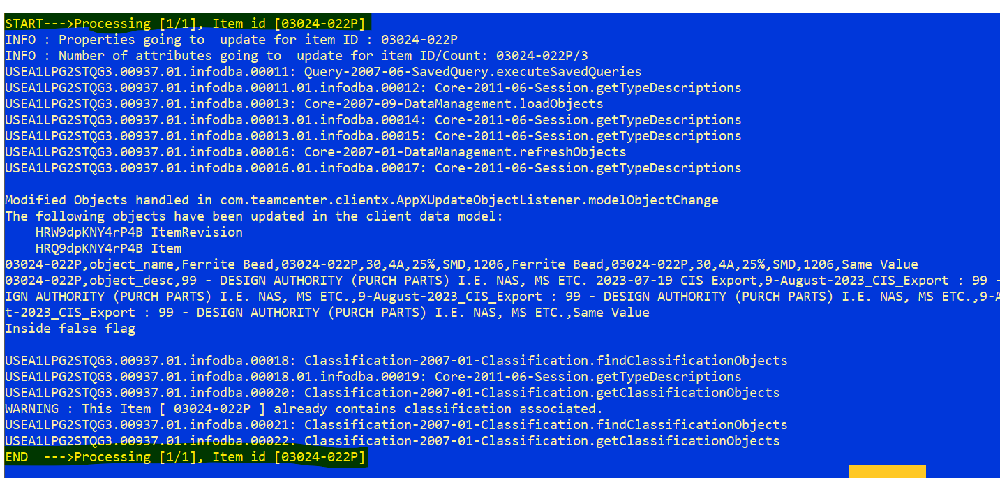 START--->Processing [1/1], Item id [03024-022P]
INFO : Properties going to  update for item ID : 03024-022P
INFO : Number of attributes going to  update for item ID/Count: 03024-022P/3
USEA1LPG2STQG3.00937.01.infodba.00011: Query-2007-06-SavedQuery.executeSavedQueries
USEA1LPG2STQG3.00937.01.infodba.00011.01.infodba.00012: Core-2011-06-Session.getTypeDescriptions
USEA1LPG2STQG3.00937.01.infodba.00013: Core-2007-09-DataManagement.loadObjects
USEA1LPG2STQG3.00937.01.infodba.00013.01.infodba.00014: Core-2011-06-Session.getTypeDescriptions
USEA1LPG2STQG3.00937.01.infodba.00013.01.infodba.00015: Core-2011-06-Session.getTypeDescriptions
USEA1LPG2STQG3.00937.01.infodba.00016: Core-2007-01-DataManagement.refreshObjects
USEA1LPG2STQG3.00937.01.infodba.00016.01.infodba.00017: Core-2011-06-Session.getTypeDescriptions
Modified Objects handled in com.teamcenter.clientx.AppXUpdateObjectListener.modelObjectChange
The following objects have been updated in the client data model:
    HRW9dpKNY4rP4B ItemRevision
    HRQ9dpKNY4rP4B Item
03024-022P,object_name,Ferrite Bead,03024-022P,30,4A,25%,SMD,1206,Ferrite Bead,03024-022P,30,4A,25%,SMD,1206,Same Value
03024-022P,object_desc,99 - DESIGN AUTHORITY (PURCH PARTS) I.E. NAS, MS ETC. 2023-07-19 CIS Export,9-August-2023_CIS_Export : 99 -
IGN AUTHORITY (PURCH PARTS) I.E. NAS, MS ETC.,9-August-2023_CIS_Export : 99 - DESIGN AUTHORITY (PURCH PARTS) I.E. NAS, MS ETC.,9-A
t-2023_CIS_Export : 99 - DESIGN AUTHORITY (PURCH PARTS) I.E. NAS, MS ETC.,Same Value
Inside false flag
USEA1LPG2STQG3.00937.01.infodba.00018: Classification-2007-01-Classification.findClassificationObjects
USEA1LPG2STQG3.00937.01.infodba.00018.01.infodba.00019: Core-2011-06-Session.getTypeDescriptions
USEA1LPG2STQG3.00937.01.infodba.00020: Classification-2007-01-Classification.getClassificationObjects
WARNING : This Item [ 03024-022P ] already contains classification associated.
USEA1LPG2STQG3.00937.01.infodba.00021: Classification-2007-01-Classification.findClassificationObjects
USEA1LPG2STQG3.00937.01.infodba.00022: Classification-2007-01-Classification.getClassificationObjects
END  --->Processing [1/1], Item id [03024-022P]